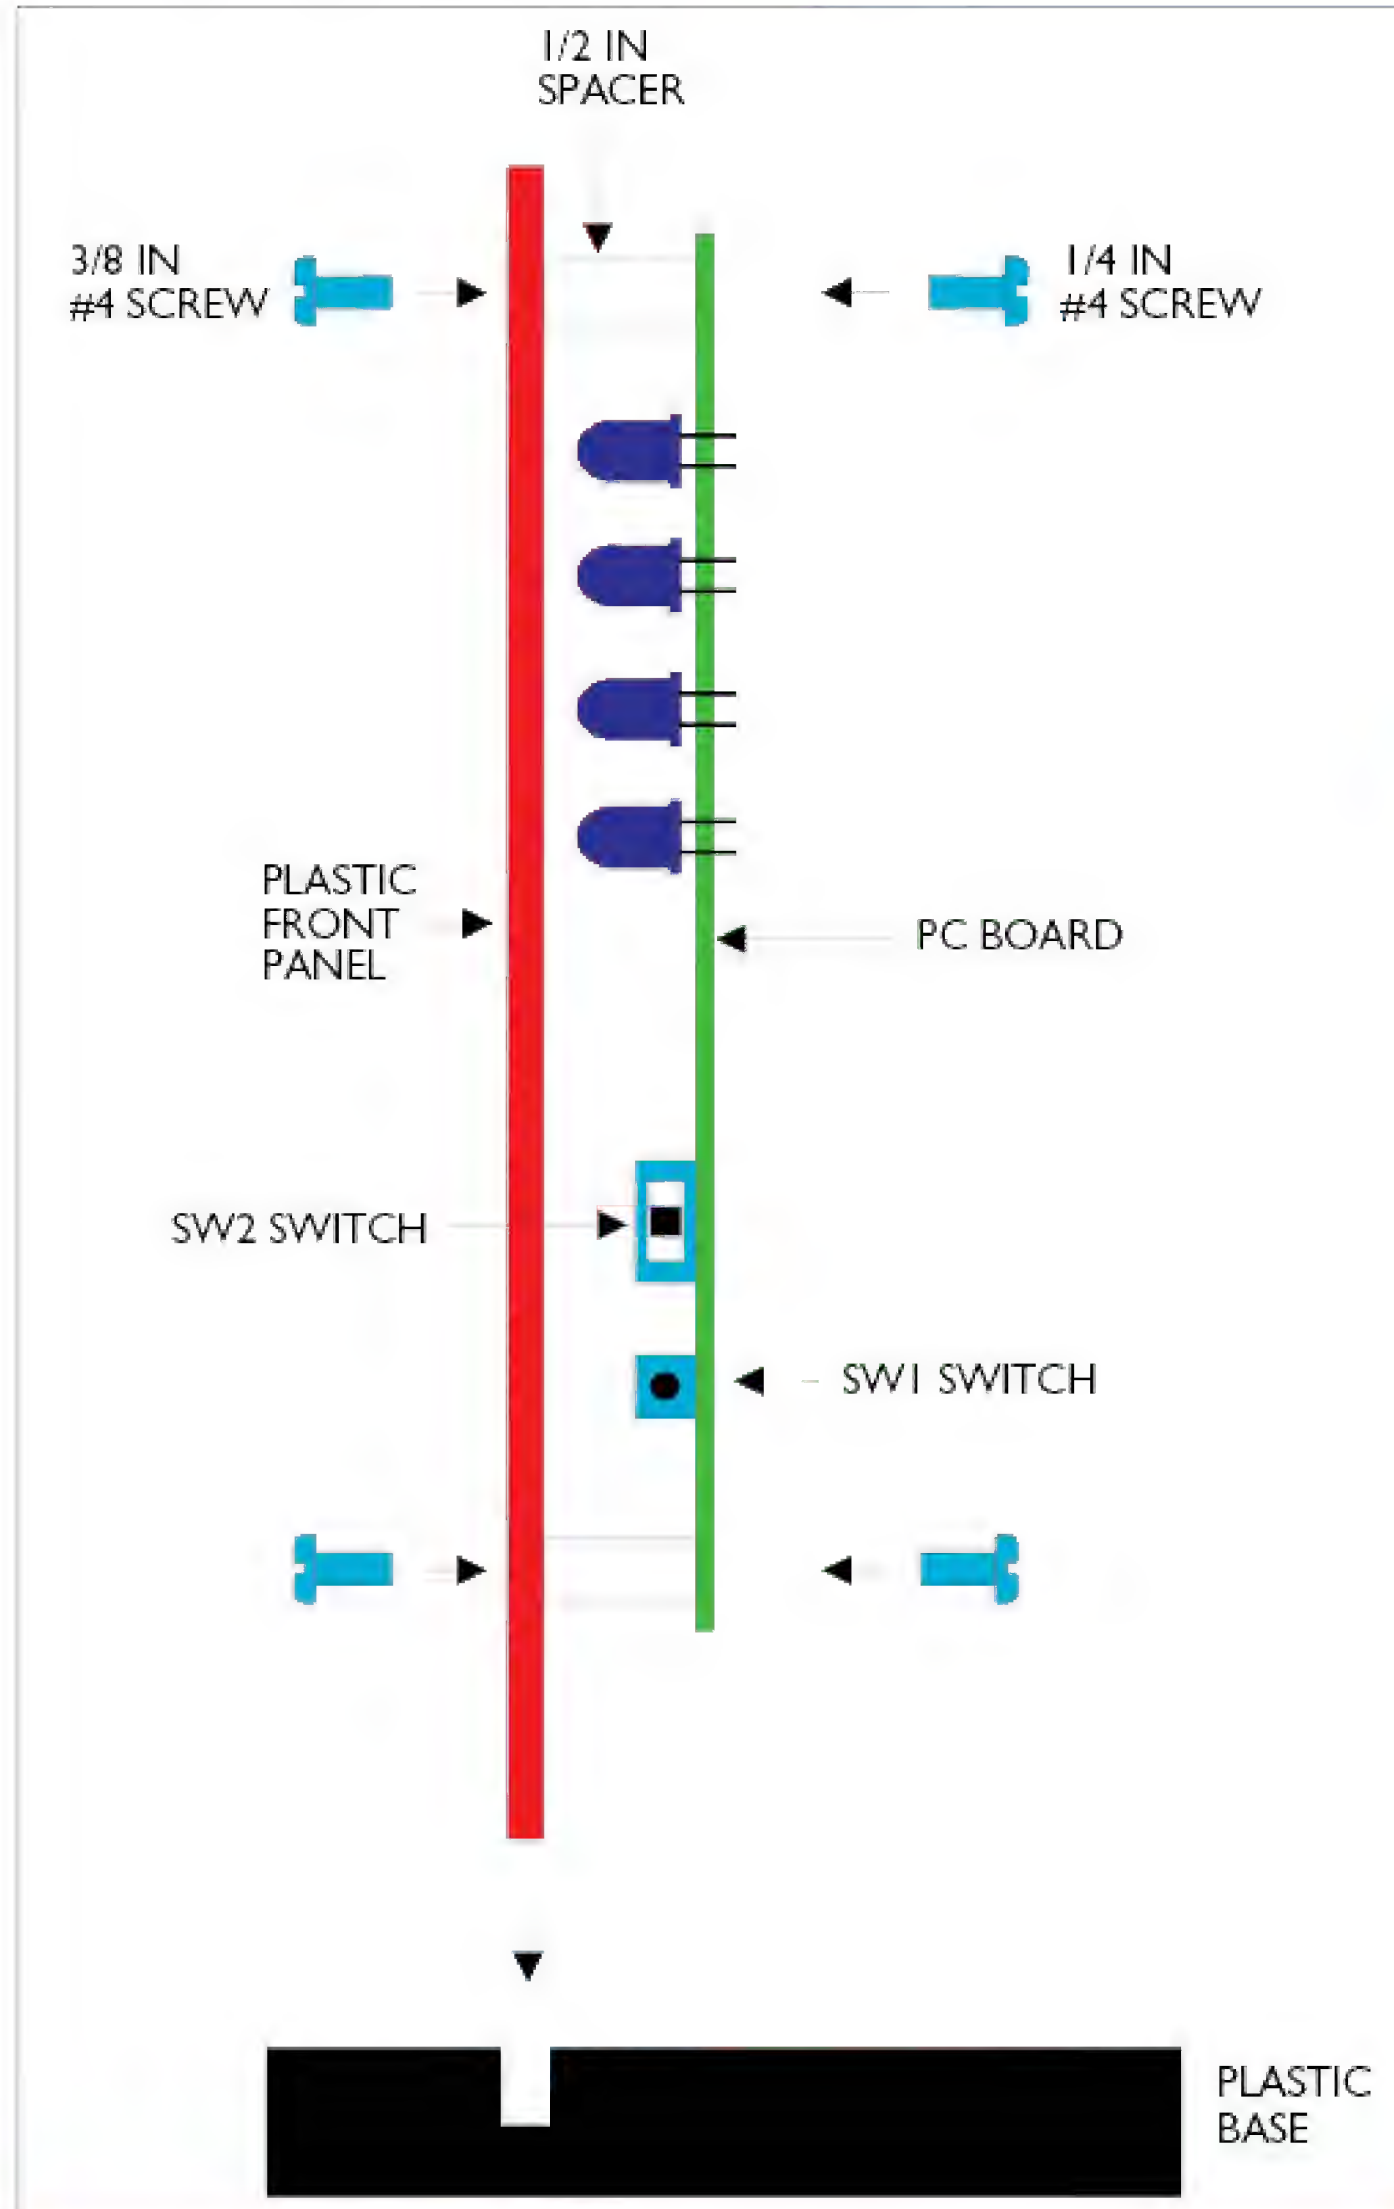 1/2 IN
SPACER
3/8 IN
#4 SCREW
1/4 IN
#4 SCREW
PLASTIC
FRONT
PANEL
PC BOARD
SW2 SWITCH
SW1 SWITCH
PLASTIC
BASE